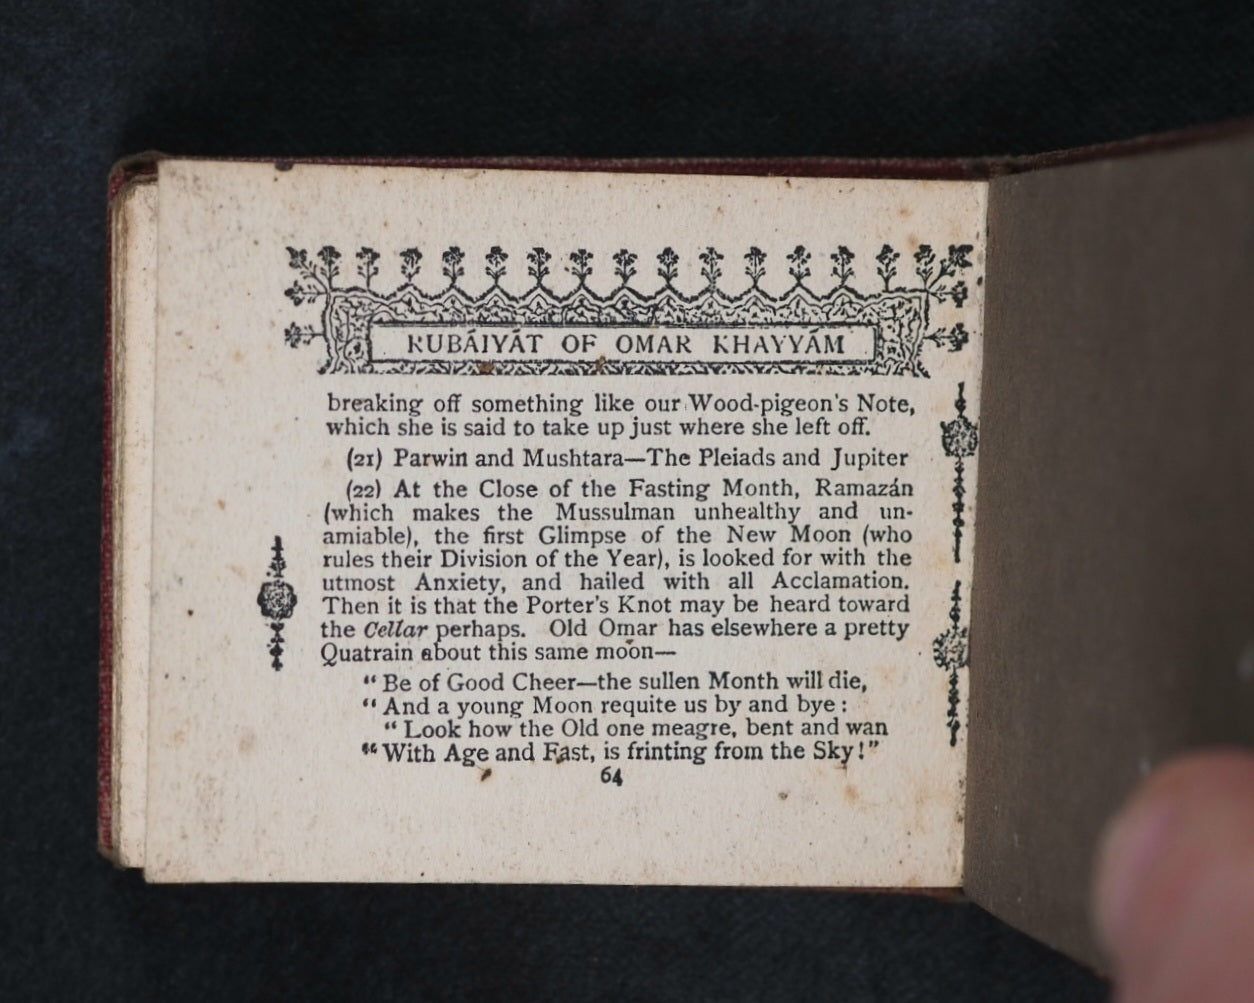 RUBÁIYÁT OF OMAR KHAYYÁM
breaking off something like our Wood-pigeon's Note,
which she is said to take up just where she left off.
(21) Parwin and Mushtara—The Pleiads and Jupiter
(22) At the Close of the Fasting Month, Ramazán
(which makes the Mussulman unhealthy and un-
amiable), the first Glimpse of the New Moon (who
rules their Division of the Year), is looked for with the
utmost Anxiety, and hailed with all Acclamation.
Then it is that the Porter's Knot may be heard toward
the Cellar perhaps. Old Omar has elsewhere a pretty
Quatrain about this same moon—
“Be of Good Cheer—the sullen Month will die,
“And a young Moon requite us by and bye :
“Look how the Old one meagre, bent and wan
“With Age and Fast, is frinting from the Sky!”
64